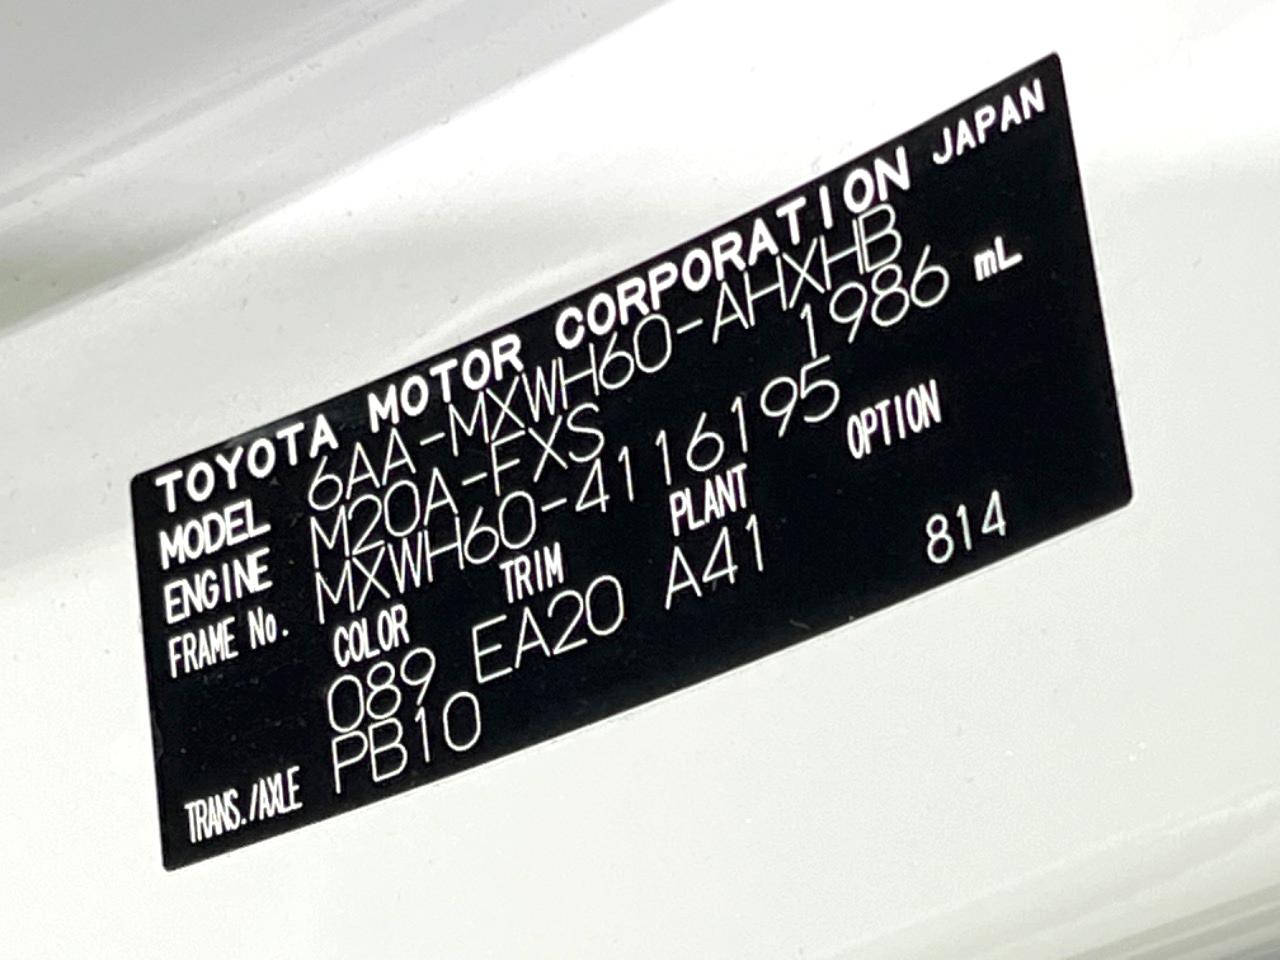 TOYOTA MOTOR CORPORATION JAPAN
MODEL 6AA-MXWH60-AHXHB
ENGINE M20A-FXS 1986 mL
FRAME No. MXWH60-4116195
COLOR TRIM PLANT OPTION
089 EA20 A41 814
TRANS./AXLE PB10